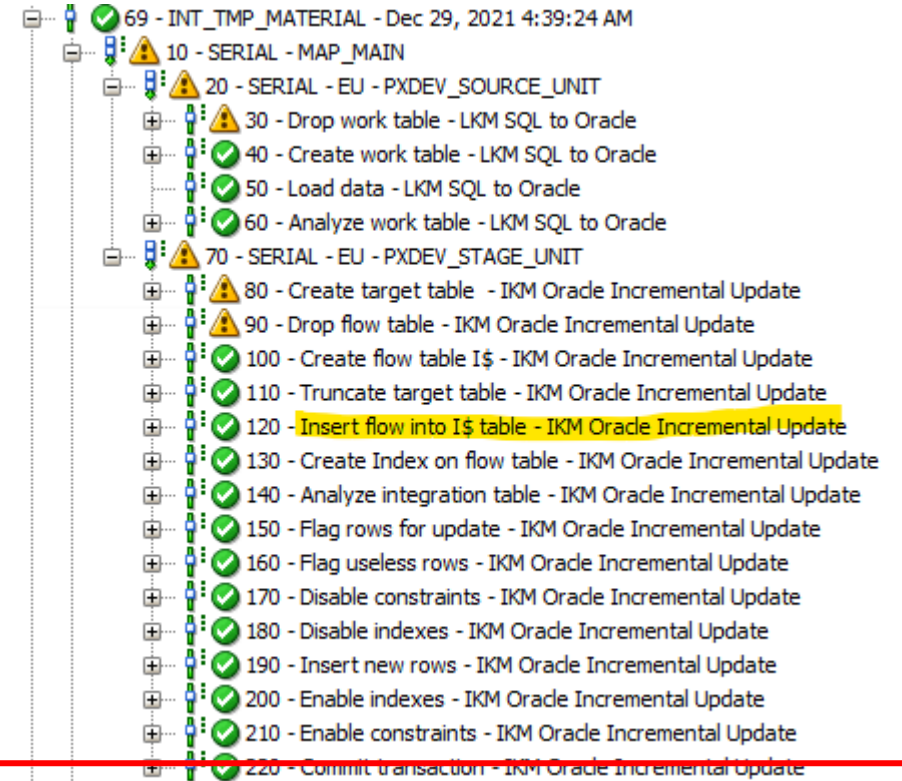 69 - INT_TMP_MATERIAL - Dec 29, 2021 4:39:24 AM
10 - SERIAL - MAP_MAIN
20 - SERIAL - EU - PXDEV_SOURCE_UNIT
30 - Drop work table - LKM SQL to Oracle
40 - Create work table - LKM SQL to Oracle
50 - Load data - LKM SQL to Oracle
60 - Analyze work table - LKM SQL to Oracle
70 - SERIAL - EU - PXDEV_STAGE_UNIT
80 - Create target table - IKM Oracle Incremental Update
90 - Drop flow table - IKM Oracle Incremental Update
100 - Create flow table I$ - IKM Oracle Incremental Update
110 - Truncate target table - IKM Oracle Incremental Update
120 - Insert flow into I$ table - IKM Oracle Incremental Update
130 - Create Index on flow table - IKM Oracle Incremental Update
140 - Analyze integration table - IKM Oracle Incremental Update
150 - Flag rows for update - IKM Oracle Incremental Update
160 - Flag useless rows - IKM Oracle Incremental Update
170 - Disable constraints - IKM Oracle Incremental Update
180 - Disable indexes - IKM Oracle Incremental Update
190 - Insert new rows - IKM Oracle Incremental Update
200 - Enable indexes - IKM Oracle Incremental Update
210 - Enable constraints - IKM Oracle Incremental Update
220 - Commit transaction - IKM Oracle Incremental Update